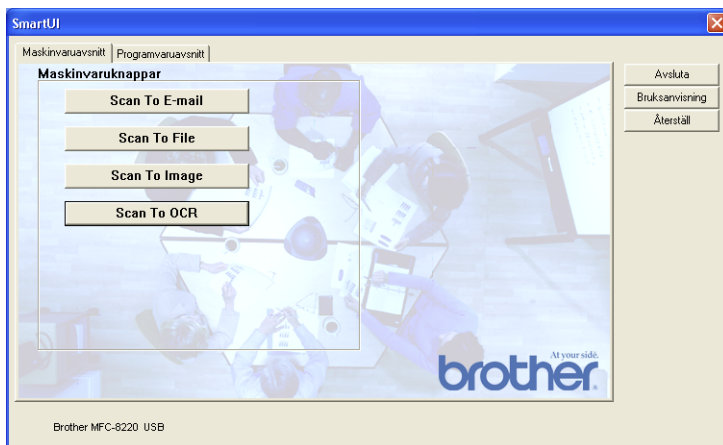 SmartUI
Maskinvaruavsnitt
Programvaruavsnitt
Maskinvaruknappar
Scan To E-mail
Scan To File
Scan To Image
Scan To OCR
Avsluta
Bruksanvisning
Återställ
At your side.
brother
Brother MFC-8220 USB